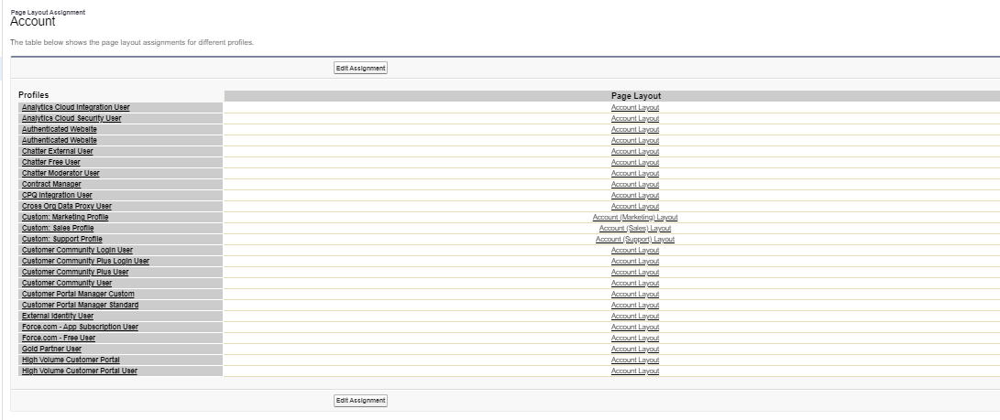 Page Layout Assignment
Account
The table below shows the page layout assignments for different profiles.
Edit Assignment
Profiles Page Layout
Analytics Cloud Integration User Account Layout
Analytics Cloud Security User Account Layout
Authenticated Website Account Layout
Authenticated Website Account Layout
Chatter External User Account Layout
Chatter Free User Account Layout
Chatter Moderator User Account Layout
Contract Manager Account Layout
CPQ Integration User Account Layout
Cross Org Data Proxy User Account Layout
Custom: Marketing Profile Account (Marketing) Layout
Custom: Sales Profile Account (Sales) Layout
Custom: Support Profile Account (Support) Layout
Customer Community Login User Account Layout
Customer Community Plus Login User Account Layout
Customer Community Plus User Account Layout
Customer Community User Account Layout
Customer Portal Manager Custom Account Layout
Customer Portal Manager Standard Account Layout
External Identity User Account Layout
Force.com - App Subscription User Account Layout
Force.com - Free User Account Layout
Gold Partner User Account Layout
High Volume Customer Portal Account Layout
High Volume Customer Portal User Account Layout
Edit Assignment